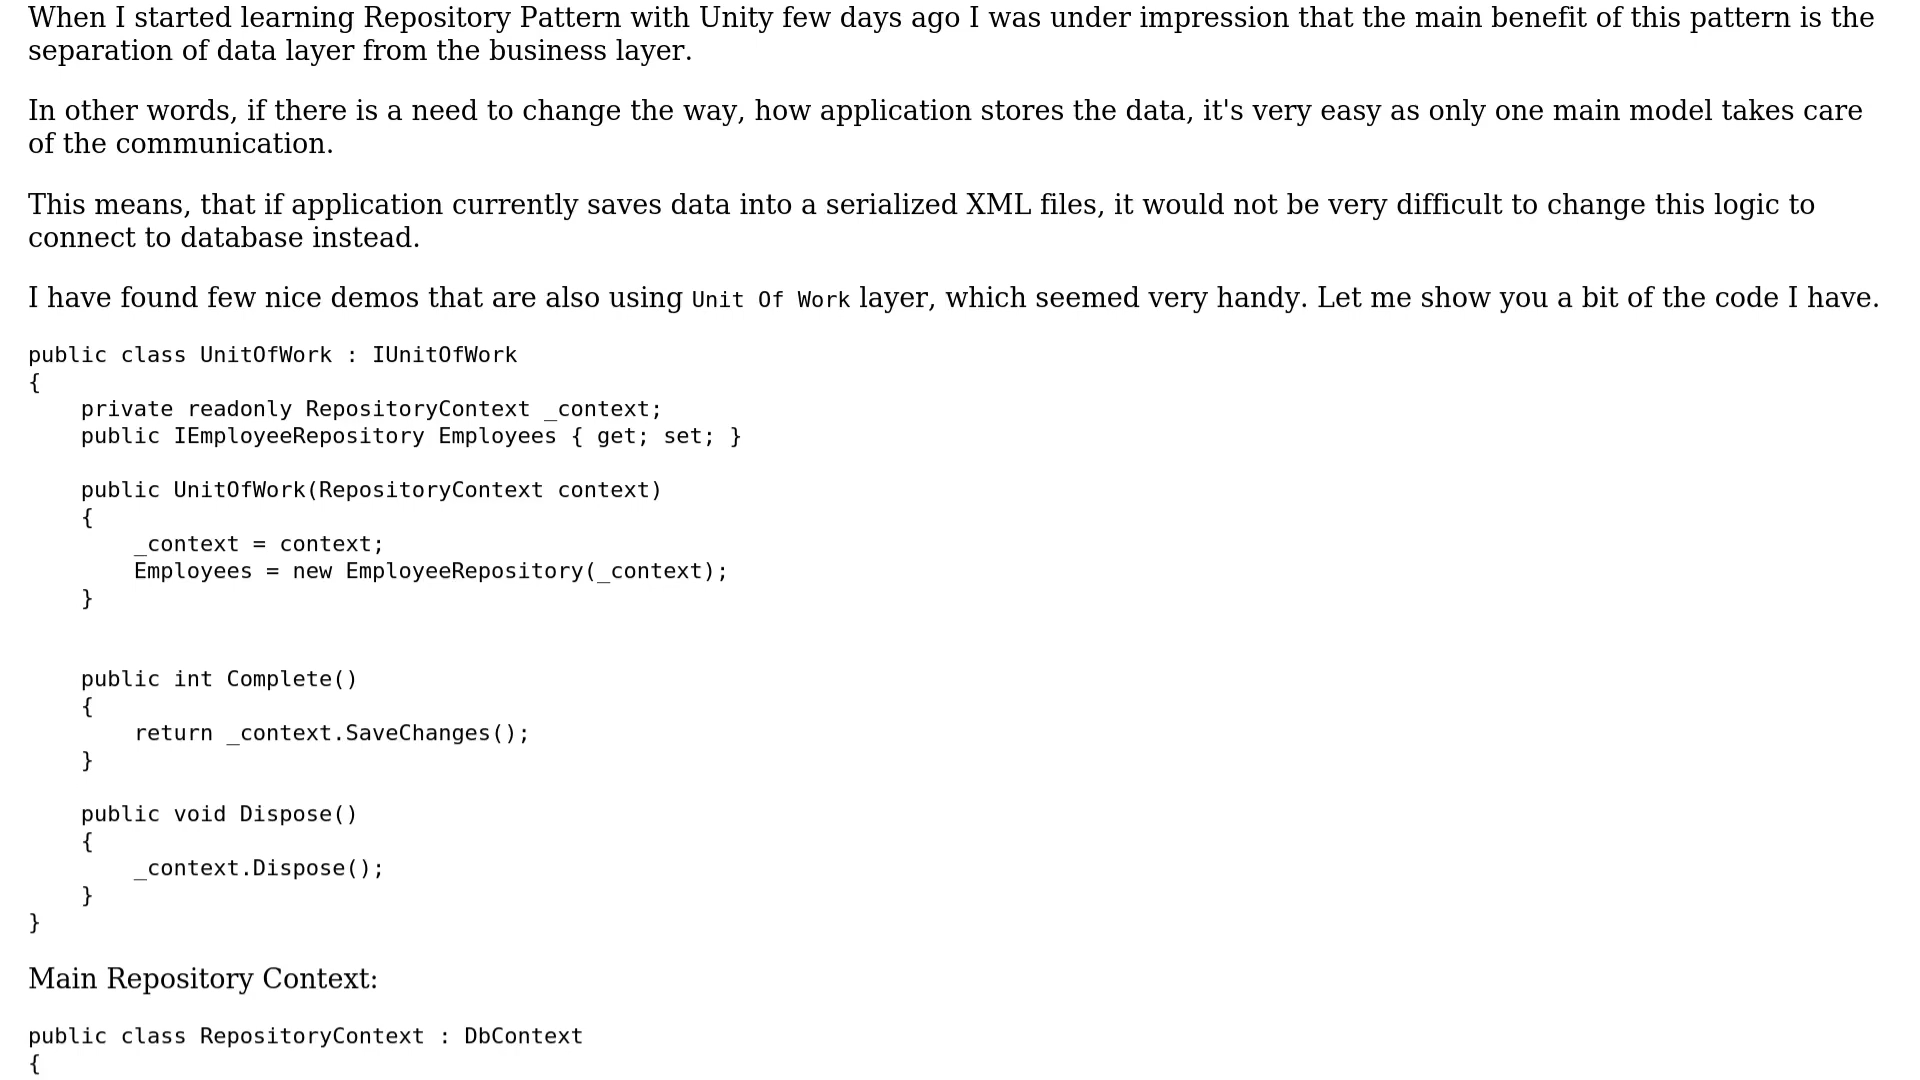 When I started learning Repository Pattern with Unity few days ago I was under impression that the main benefit of this pattern is the
separation of data layer from the business layer.
In other words, if there is a need to change the way, how application stores the data, it's very easy as only one main model takes care
of the communication.
This means, that if application currently saves data into a serialized XML files, it would not be very difficult to change this logic to
connect to database instead.
I have found few nice demos that are also using Unit Of Work layer, which seemed very handy. Let me show you a bit of the code I have.
public class UnitOfWork : IUnitOfWork
{
    private readonly RepositoryContext _context;
    public IEmployeeRepository Employees { get; set; }
    public UnitOfWork(RepositoryContext context)
    {
        _context = context;
        Employees = new EmployeeRepository(_context);
    }
    public int Complete()
    {
        return _context.SaveChanges();
    }
    public void Dispose()
    {
        _context.Dispose();
    }
}
Main Repository Context:
public class RepositoryContext : DbContext
{